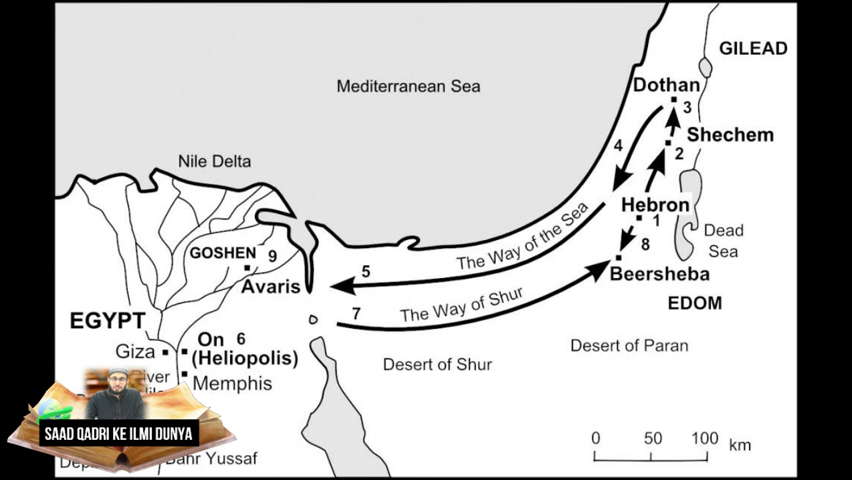 GILEAD
Mediterranean Sea
Dothan
3
Shechem
4
2
Nile Delta
Hebron
1
The Way of the Sea
Dead
Sea
8
GOSHEN 9
5
Avaris
Beersheba
7
The Way of Shur
EDOM
EGYPT
On 6
(Heliopolis)
Giza
Desert of Shur
Desert of Paran
River
Memphis
SAAD QADRI KE ILMI DUNYA
Bahr Yussaf
0 50 100 km